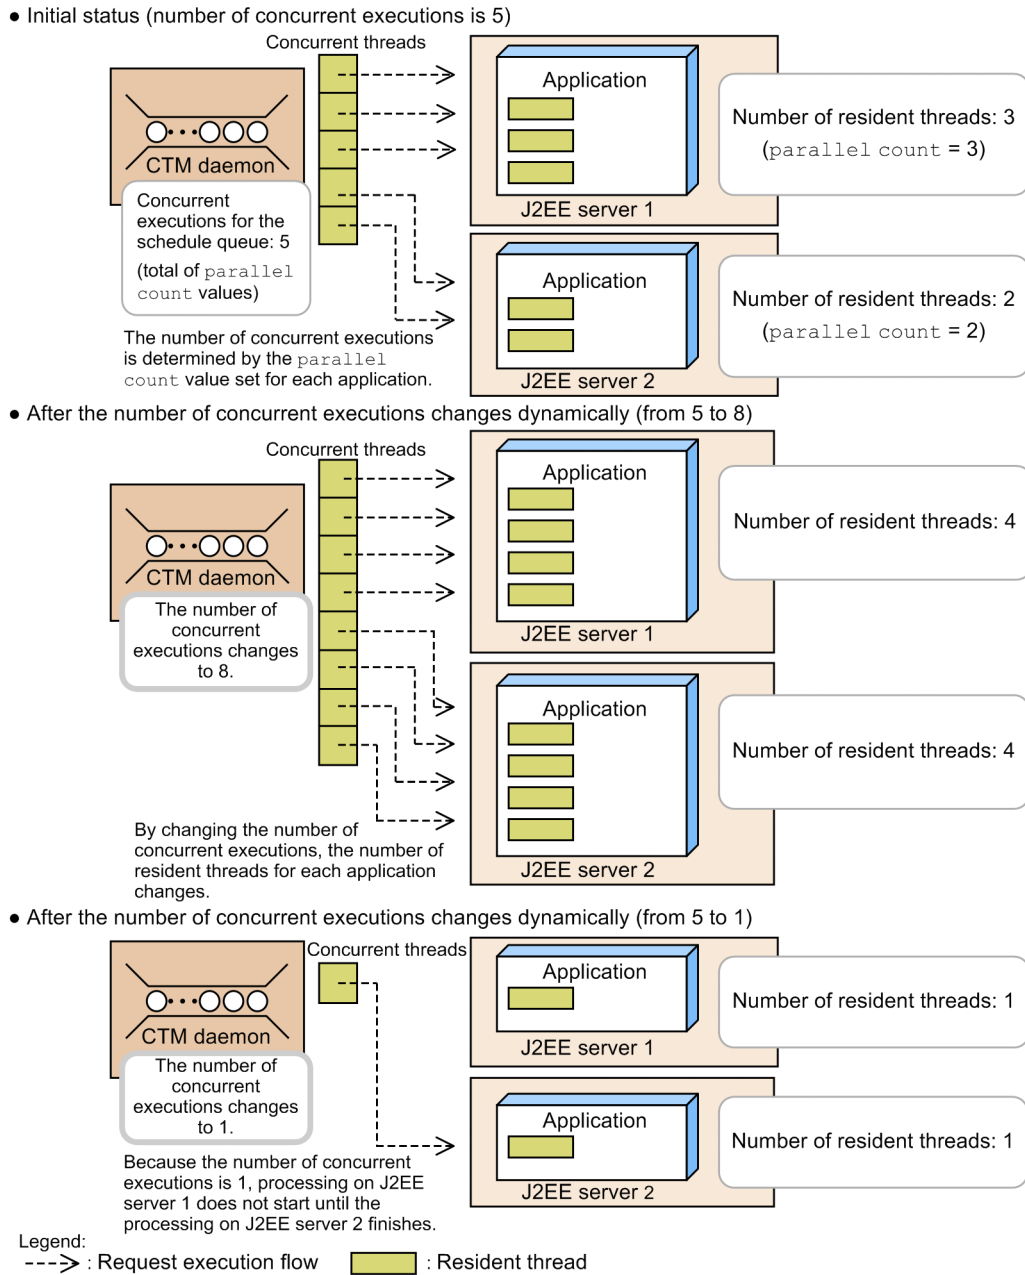 ● Initial status (number of concurrent executions is 5)
Concurrent threads
CTM daemon
Concurrent
executions for the
schedule queue: 5
(total of parallel
count values)
The number of concurrent executions
is determined by the parallel
count value set for each application.
Application
J2EE server 1
Number of resident threads: 3
(parallel count = 3)
Application
J2EE server 2
Number of resident threads: 2
(parallel count = 2)
● After the number of concurrent executions changes dynamically (from 5 to 8)
Concurrent threads
CTM daemon
The number of
concurrent
executions changes
to 8.
By changing the number of
concurrent executions, the number of
resident threads for each application
changes.
Application
J2EE server 1
Number of resident threads: 4
Application
J2EE server 2
Number of resident threads: 4
● After the number of concurrent executions changes dynamically (from 5 to 1)
Concurrent threads
CTM daemon
The number of
concurrent
executions changes
to 1.
Because the number of concurrent
executions is 1, processing on J2EE
server 1 does not start until the
processing on J2EE server 2 finishes.
Application
J2EE server 1
Number of resident threads: 1
Application
J2EE server 2
Number of resident threads: 1
Legend:
: Request execution flow
: Resident thread